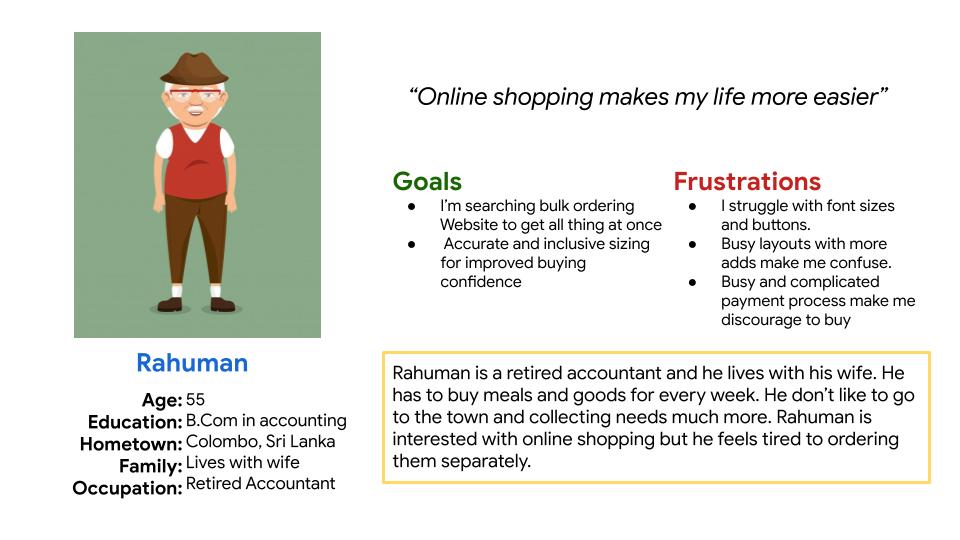 “Online shopping makes my life more easier”
Goals
● I’m searching bulk ordering
Website to get all thing at once
● Accurate and inclusive sizing
for improved buying
confidence
Frustrations
● I struggle with font sizes
and buttons.
● Busy layouts with more
adds make me confuse.
● Busy and complicated
payment process make me
discourage to buy
Rahuman
Age: 55
Education: B.Com in accounting
Hometown: Colombo, Sri Lanka
Family: Lives with wife
Occupation: Retired Accountant
Rahuman is a retired accountant and he lives with his wife. He
has to buy meals and goods for every week. He don’t like to go
to the town and collecting needs much more. Rahuman is
interested with online shopping but he feels tired to ordering
them separately.